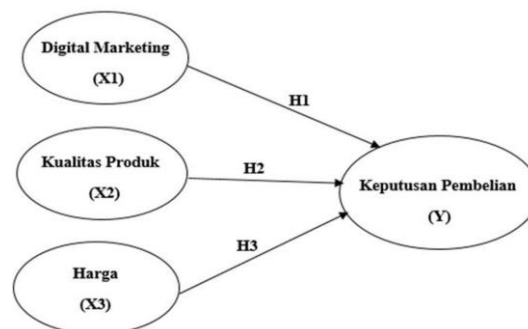 Digital Marketing
(X1)
H1
Kualitas Produk
(X2)
H2
Keputusan Pembelian
(Y)
H3
Harga
(X3)